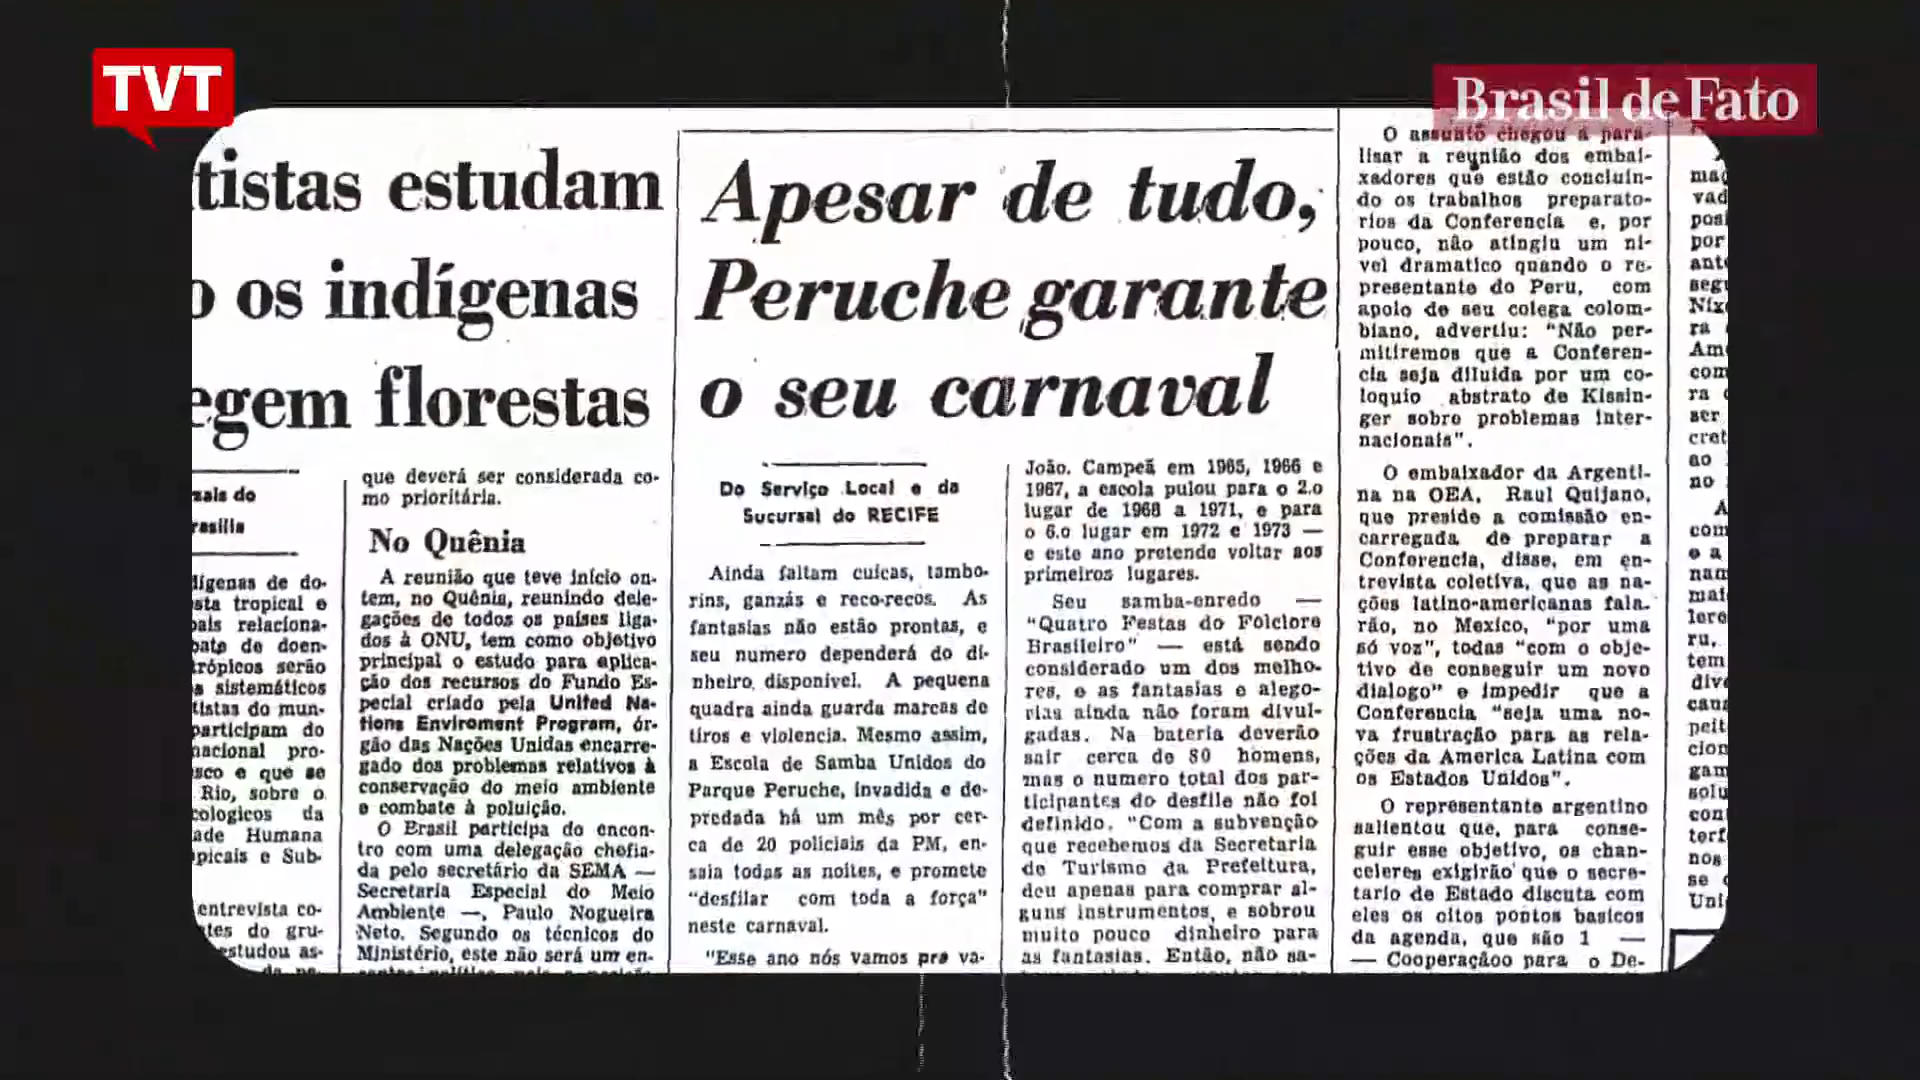 TVT
Brasil de Fato
tistas estudam
o os indígenas
egem florestas
Apesar de tudo,
Peruche garante
o seu carnaval
que deverá ser considerada co-
mo prioritária.
No Quênia
A reunião que teve início on-
tem, no Quênia, reunindo dele-
gações de todos os países liga-
dos à ONU, tem como objetivo
principal o estudo para aplica-
ção dos recursos do Fundo Es-
pecial criado pela United Na-
tions Enviroment Program, ór-
gão das Nações Unidas encarre-
gado dos problemas relativos à
conservação do meio ambiente
e combate à poluição.
O Brasil participa do encon-
tro com uma delegação chefia-
da pelo secretário da SEMA —
Secretaria Especial do Meio
Ambiente —, Paulo Nogueira
Neto. Segundo os técnicos do
Ministério, este não será um en-
Do Serviço Local e da
Sucursal do RECIFE
Ainda faltam cuícas, tambo-
rins, ganzás e reco-recos. As
fantasias não estão prontas, e
seu numero dependerá do di-
nheiro disponivel. A pequena
quadra ainda guarda marcas de
tiros e violencia. Mesmo assim,
a Escola de Samba Unidos do
Parque Peruche, invadida e de-
predada há um mês por cer-
ca de 20 policiais da PM, en-
saia todas as noites, e promete
"desfilar com toda a força"
neste carnaval.
"Esse ano nós vamos pra va-
João. Campeã em 1965, 1966 e
1967, a escola pulou para o 2.o
lugar de 1968 a 1971, e para
o 6.o lugar em 1972 e 1973 —
e este ano pretende voltar aos
primeiros lugares.
Seu samba-enredo —
"Quatro Festas do Folclore
Brasileiro" — está sendo
considerado um dos melho-
res, e as fantasias e alego-
rias ainda não foram divul-
gadas. Na bateria deverão
sair cerca de 80 homens,
mas o numero total dos par-
ticipantes do desfile não foi
definido. "Com a subvenção
que recebemos da Secretaria
de Turismo da Prefeitura,
deu apenas para comprar al-
guns instrumentos, e sobrou
muito pouco dinheiro para
as fantasias. Então, não sa-
O assunto chegou a para-
lisar a reunião dos embai-
xadores que estão concluin-
do os trabalhos preparato-
rios da Conferencia e, por
pouco, não atingiu um ni-
vel dramatico quando o re-
presentante do Peru, com
apoio de seu colega colom-
biano, advertiu: "Não per-
mitiremos que a Conferen-
cia seja diluida por um co-
loquio abstrato de Kissin-
ger sobre problemas inter-
nacionais".
O embaixador da Argenti-
na na OEA, Raul Quijano,
que preside a comissão en-
carregada de preparar a
Conferencia, disse, em en-
trevista coletiva, que as na-
ções latino-americanas fala-
rão, no Mexico, "por uma
só voz", todas "com o obje-
tivo de conseguir um novo
dialogo" e impedir que a
Conferencia "seja uma no-
va frustração para as rela-
ções da America Latina com
os Estados Unidos".
O representante argentino
salientou que, para conse-
guir esse objetivo, os chan-
celeres exigirão que o secre-
tario de Estado discuta com
eles os oitos pontos basicos
da agenda, que são 1 —
— Cooperaçãoo para o De-